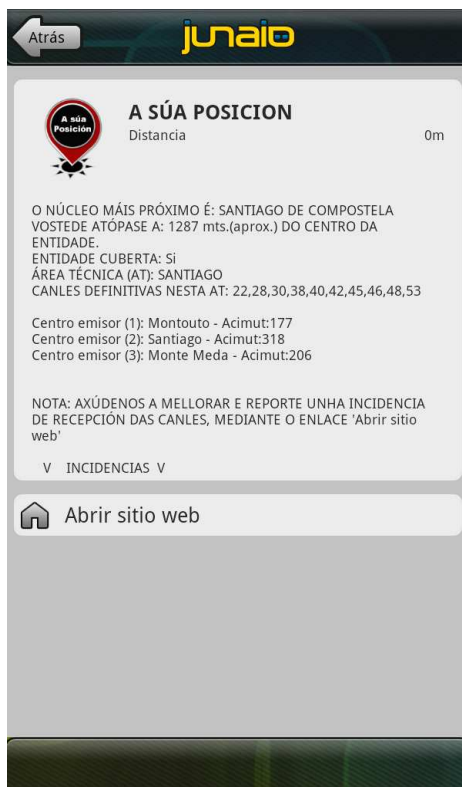 Atrás
junaio
A súa
Posición
A SÚA POSICION
Distancia 0m
O NÚCLEO MÁIS PRÓXIMO É: SANTIAGO DE COMPOSTELA
VOSTEDE ATÓPASE A: 1287 mts.(aprox.) DO CENTRO DA
ENTIDADE.
ENTIDADE CUBERTA: Si
ÁREA TÉCNICA (AT): SANTIAGO
CANLES DEFINITIVAS NESTA AT: 22,28,30,38,40,42,45,46,48,53
Centro emisor (1): Montouto - Acimut:177
Centro emisor (2): Santiago - Acimut:318
Centro emisor (3): Monte Meda - Acimut:206
NOTA: AXÚDENOS A MELLORAR E REPORTE UNHA INCIDENCIA
DE RECEPCIÓN DAS CANLES, MEDIANTE O ENLACE 'Abrir sitio
web'
V INCIDENCIAS V
Abrir sitio web